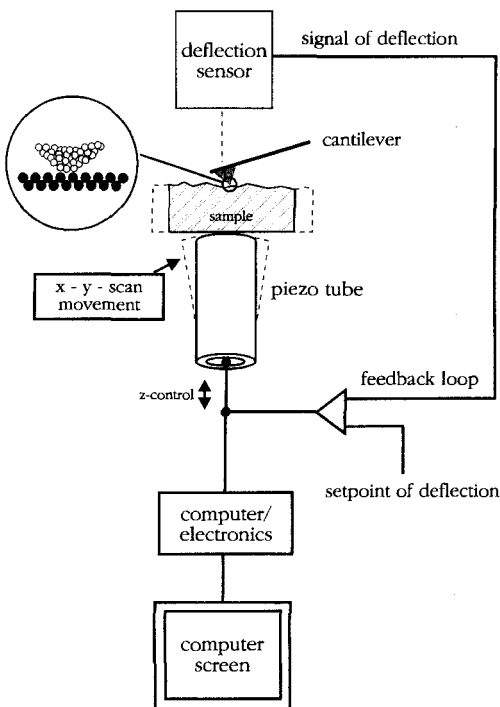 deflection
sensor
signal of deflection
cantilever
sample
x - y - scan
movement
piezo tube
z-control
feedback loop
setpoint of deflection
computer/
electronics
computer
screen